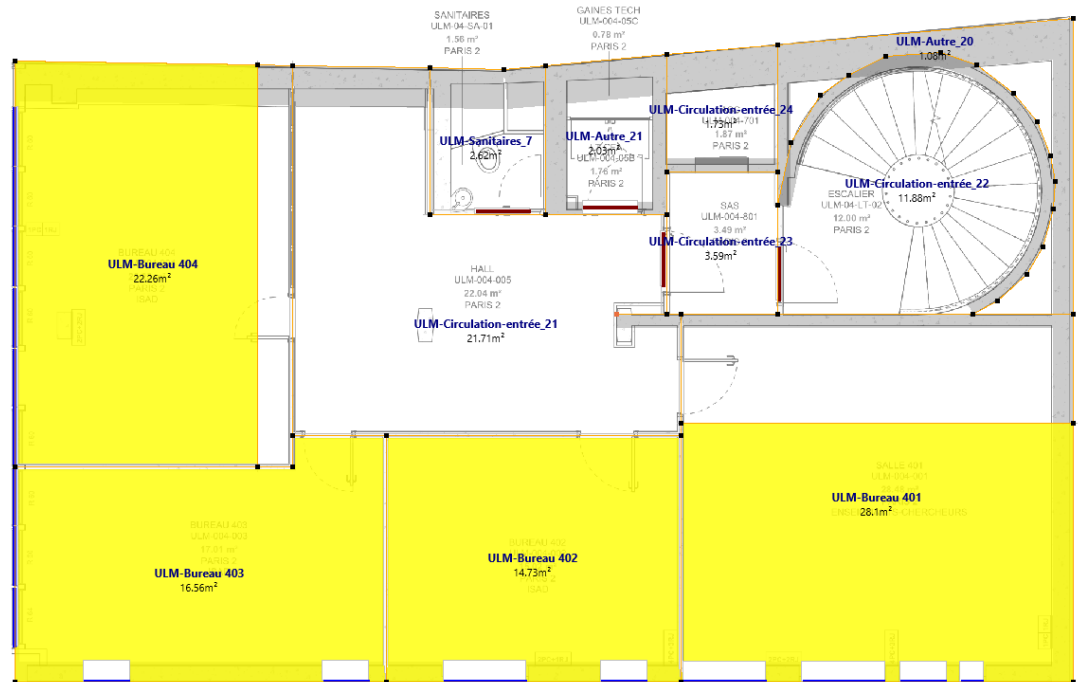 SANITAIRES
ULM-04-SA-01
1.56 m²
PARIS 2
GAINES TECH
ULM-004-05C
0.78 m²
PARIS 2
ULM-Autre_20
1.08m²
ULM-Circulation-entrée_24
1.73m²
1.87 m²
PARIS 2
ULM-Sanitaires_7
2.62m²
ULM-Autre_21
2.03m²
ULM-004-05B
1.76 m²
PARIS 2
ULM-Circulation-entrée_22
11.88m²
ESCALIER
ULM-04-LT-02
12.00 m²
PARIS 2
SAS
ULM-004-801
3.49 m²
ULM-Circulation-entrée_23
3.59m²
BUREAU 404
ULM-Bureau 404
22.26m²
PARIS 2
ISAD
HALL
ULM-004-005
22.04 m²
PARIS 2
ULM-Circulation-entrée_21
21.71m²
SALLE 401
ULM-004-001
ULM-Bureau 401
28.1m²
BUREAU 403
ULM-004-003
17.01 m²
PARIS 2
ULM-Bureau 403
16.56m²
BUREAU 402
ULM-Bureau 402
14.73m²
ISAD